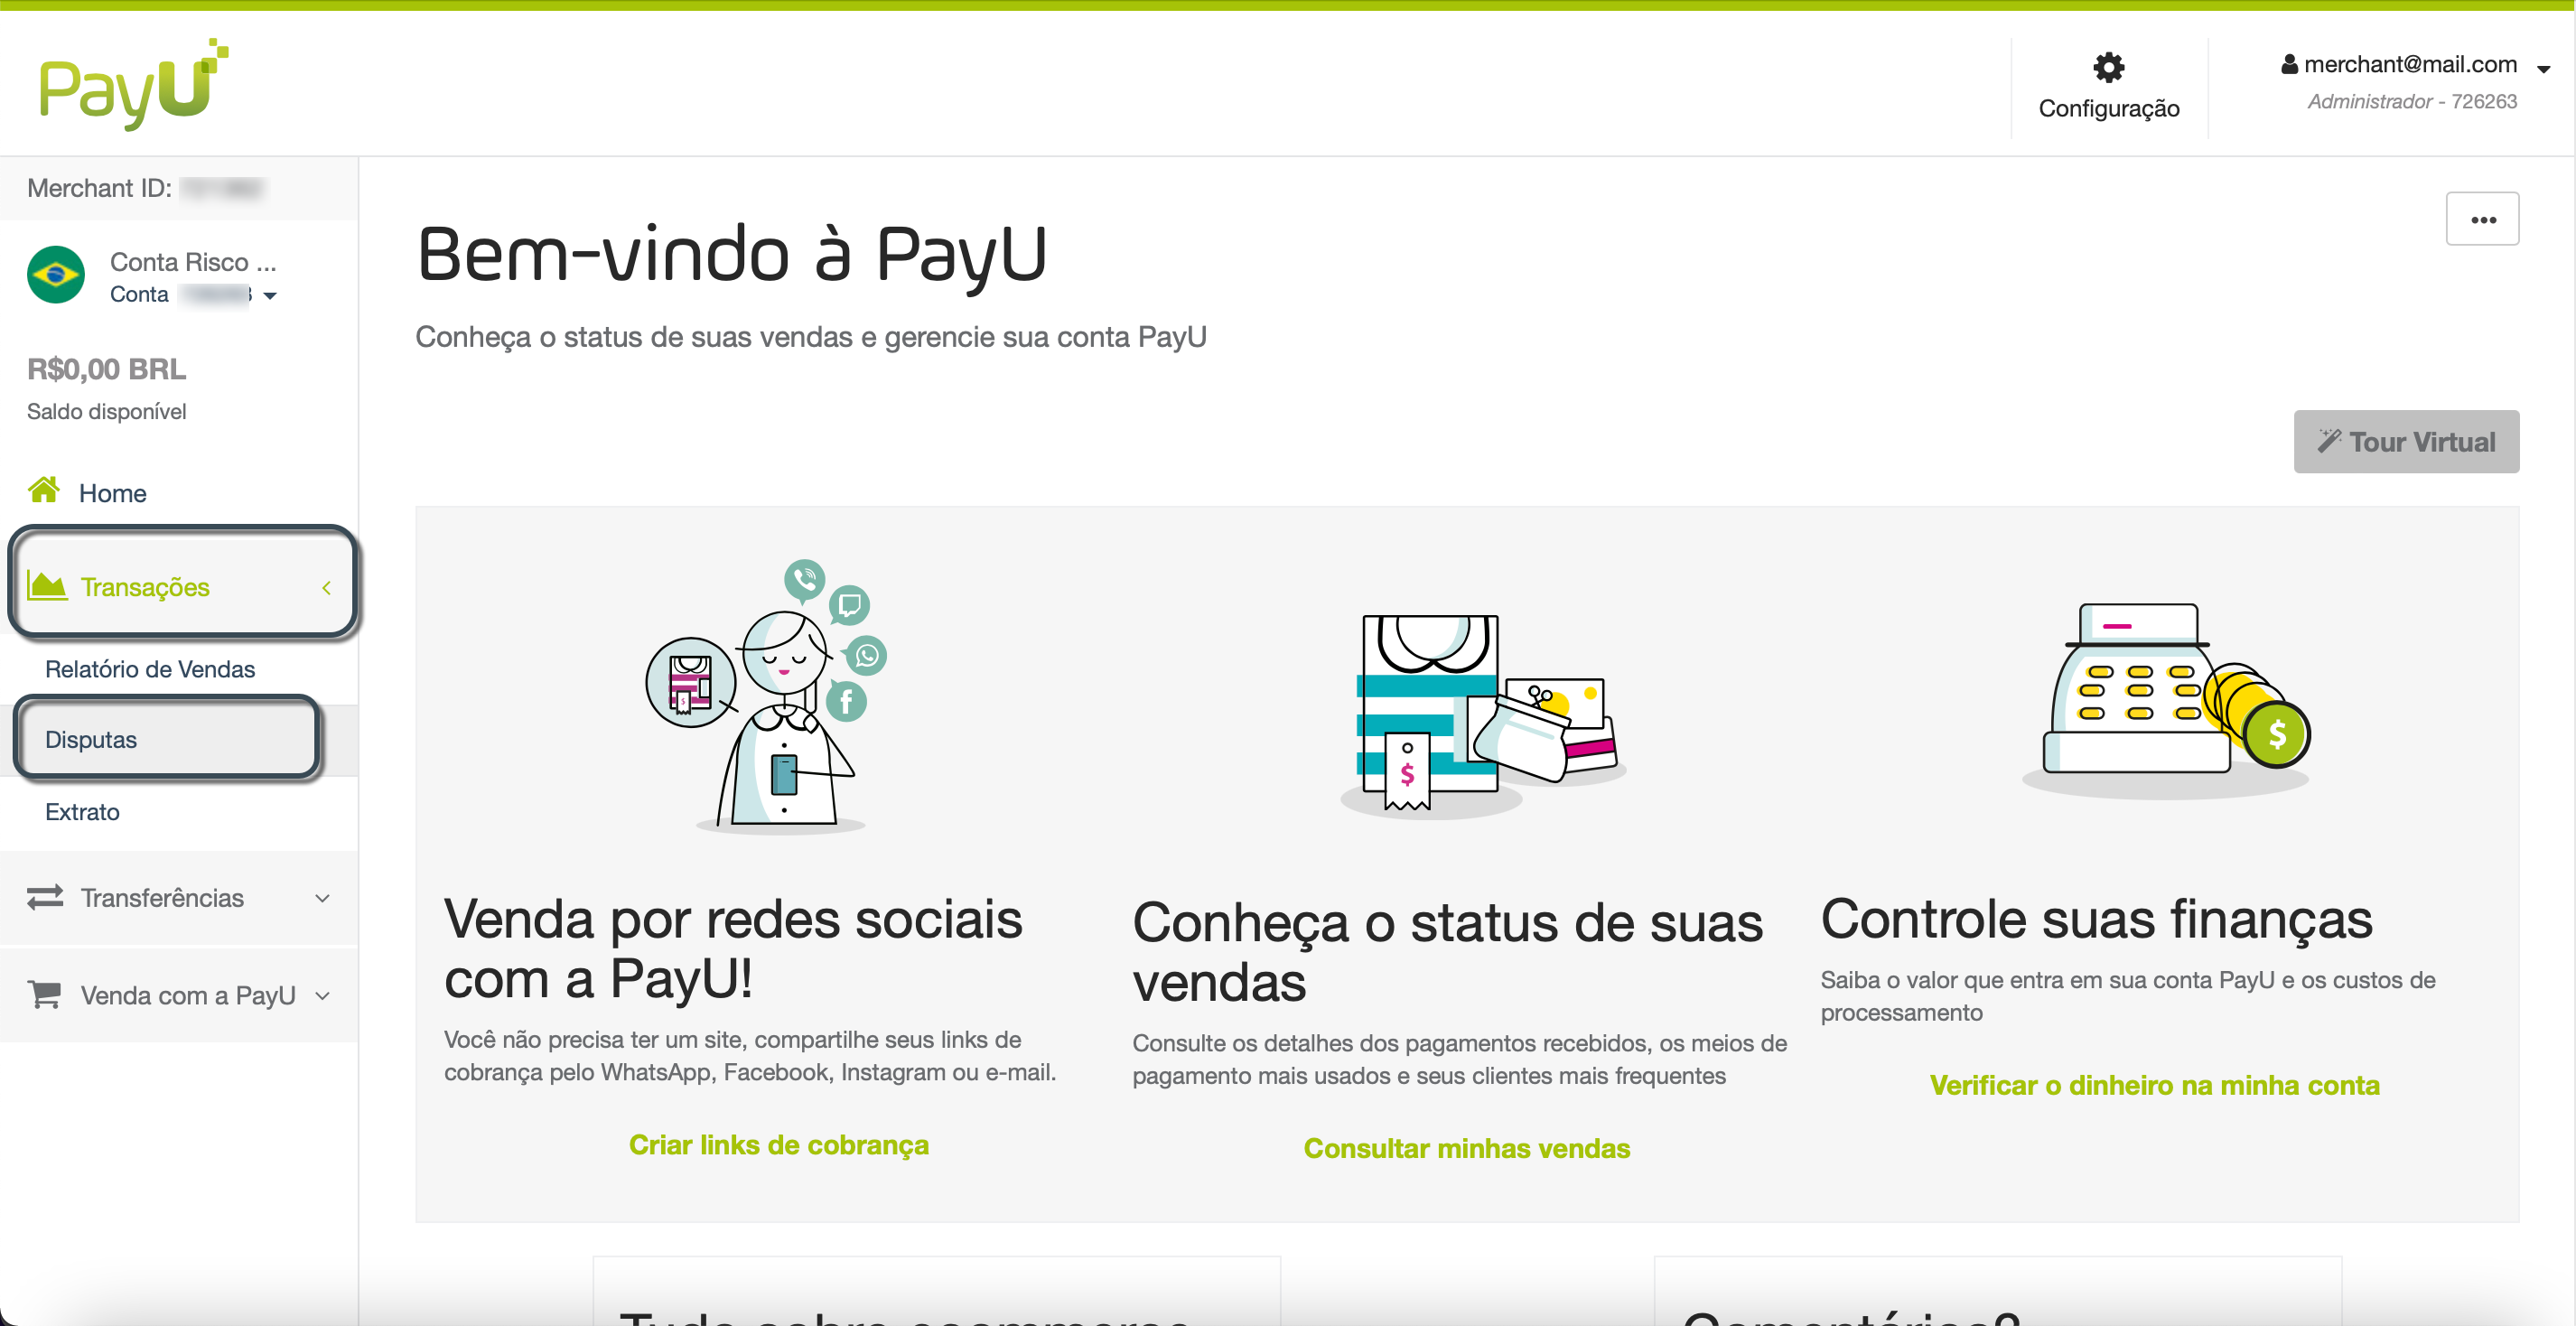 PayU
Configuração
merchant@mail.com
Administrador - 726263
Merchant ID:
Conta Risco ...
Conta
R$0,00 BRL
Saldo disponível
Home
Transações
Relatório de Vendas
Disputas
Extrato
Transferências
Venda com a PayU
Bem-vindo à PayU
Conheça o status de suas vendas e gerencie sua conta PayU
Tour Virtual
Venda por redes sociais
com a PayU!
Você não precisa ter um site, compartilhe seus links de
cobrança pelo WhatsApp, Facebook, Instagram ou e-mail.
Criar links de cobrança
$
Conheça o status de suas
vendas
Consulte os detalhes dos pagamentos recebidos, os meios de
pagamento mais usados e seus clientes mais frequentes
Consultar minhas vendas
$
Controle suas finanças
Saiba o valor que entra em sua conta PayU e os custos de
processamento
Verificar o dinheiro na minha conta
Tudo sobre ecommerce
Comentários?